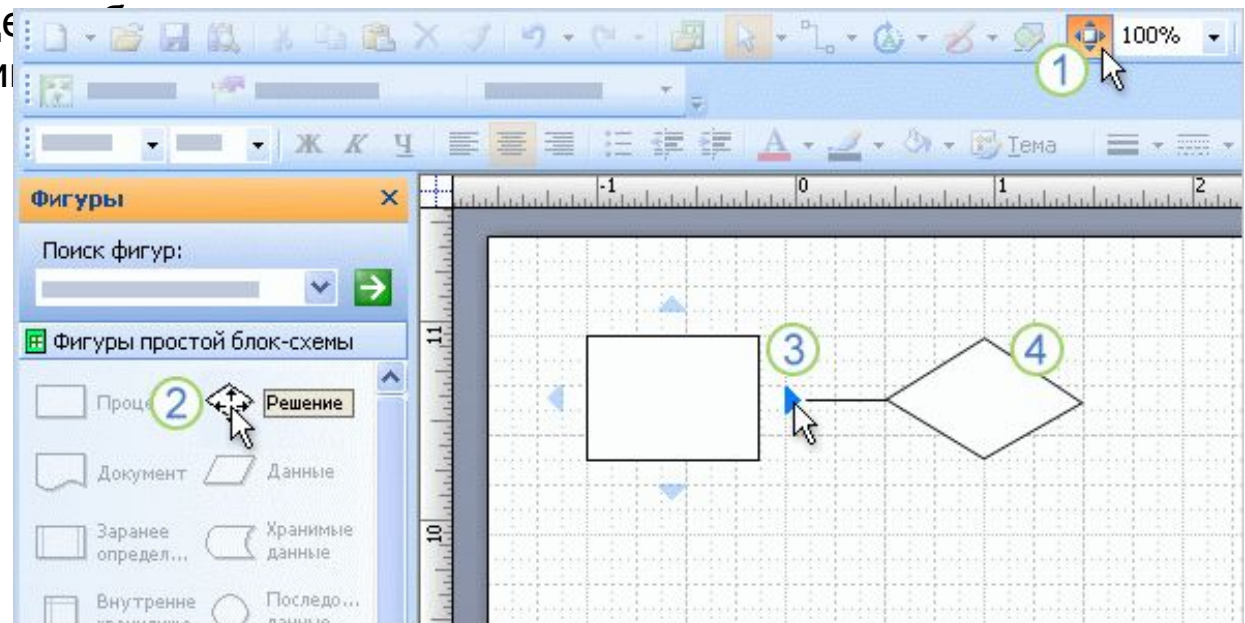 100%
1
Ж К Ч
А
Тема
Фигуры
-1 0 1 2
Поиск фигур:
Фигуры простой блок-схемы
11
3
4
2
Решение
Документ
Данные
Заранее
определ...
Хранимые
данные
10
Внутренне
Последо...
данные